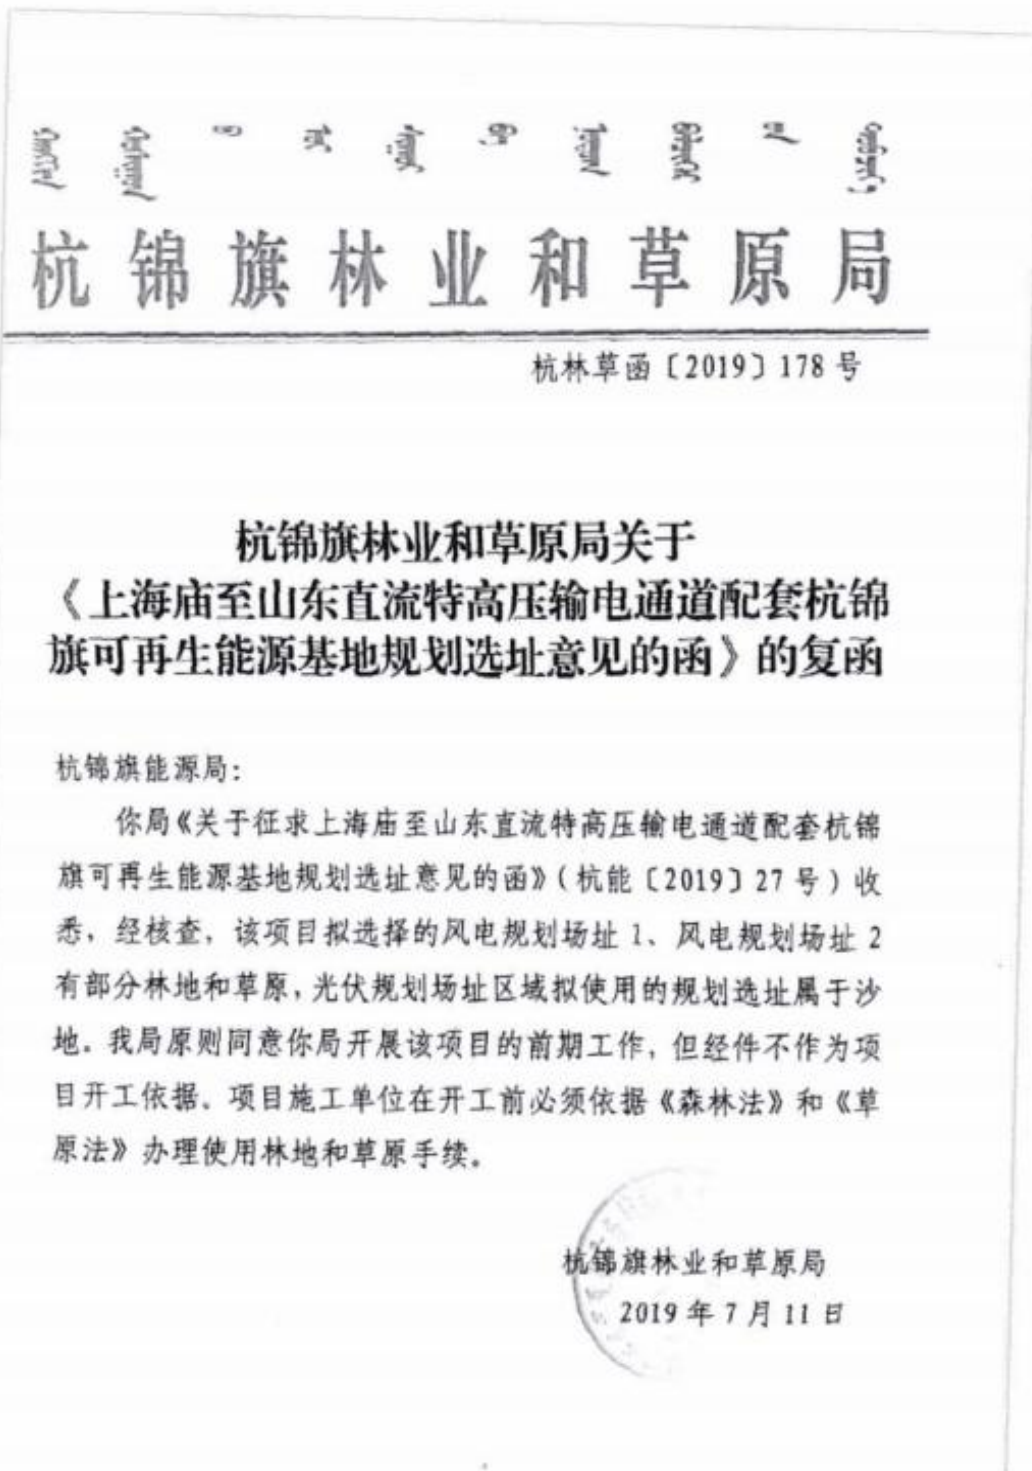 杭锦旗林业和草原局
杭林草函〔2019〕178 号
杭锦旗林业和草原局关于
《上海庙至山东直流特高压输电通道配套杭锦
旗可再生能源基地规划选址意见的函》的复函
杭锦旗能源局：
你局《关于征求上海庙至山东直流特高压输电通道配套杭锦
旗可再生能源基地规划选址意见的函》（杭能〔2019〕27 号）收
悉，经核查，该项目拟选择的风电规划场址 1、风电规划场址 2
有部分林地和草原，光伏规划场址区域拟使用的规划选址属于沙
地。我局原则同意你局开展该项目的前期工作，但经件不作为项
目开工依据。项目施工单位在开工前必须依据《森林法》和《草
原法》办理使用林地和草原手续。
杭锦旗林业和草原局
2019 年 7 月 11 日